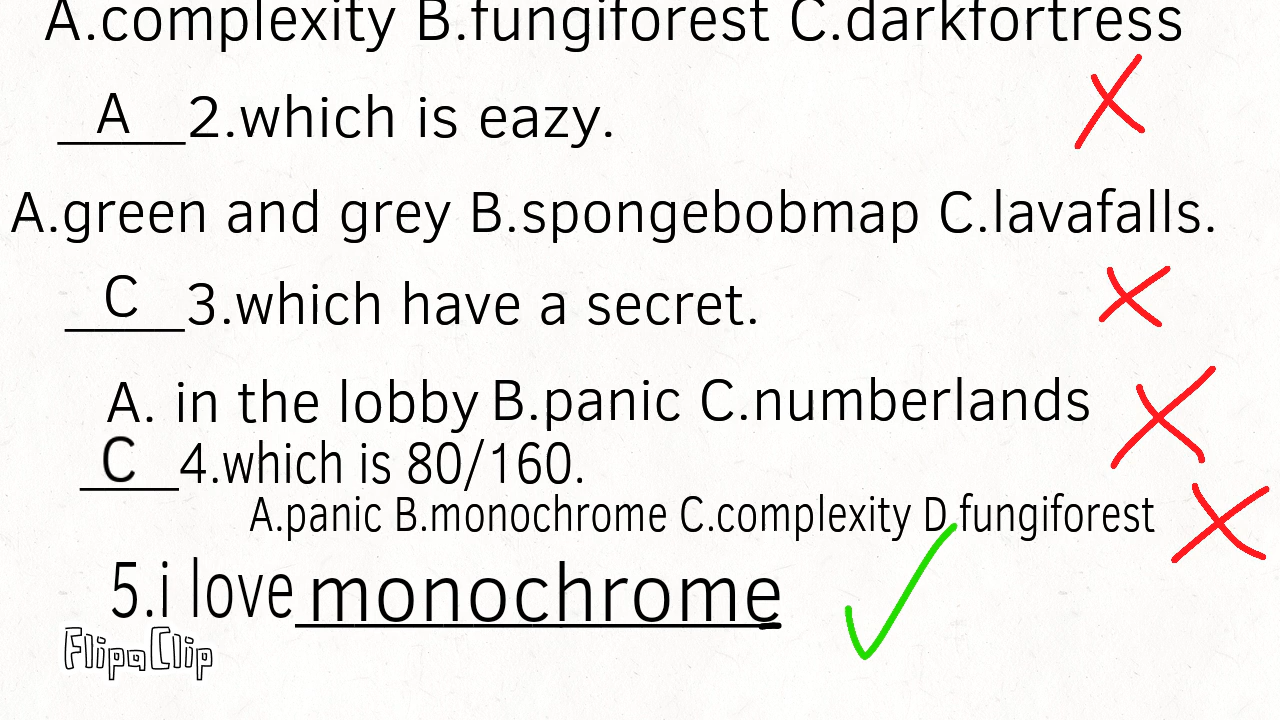 A.complexity B.fungiforest C.darkfortress
A 2.which is eazy.
A.green and grey B.spongebobmap C.lavafalls.
C 3.which have a secret.
A. in the lobby B.panic C.numberlands
C 4.which is 80/160.
A.panic B.monochrome C.complexity D.fungiforest
5.i love monochrome
FlipaClip